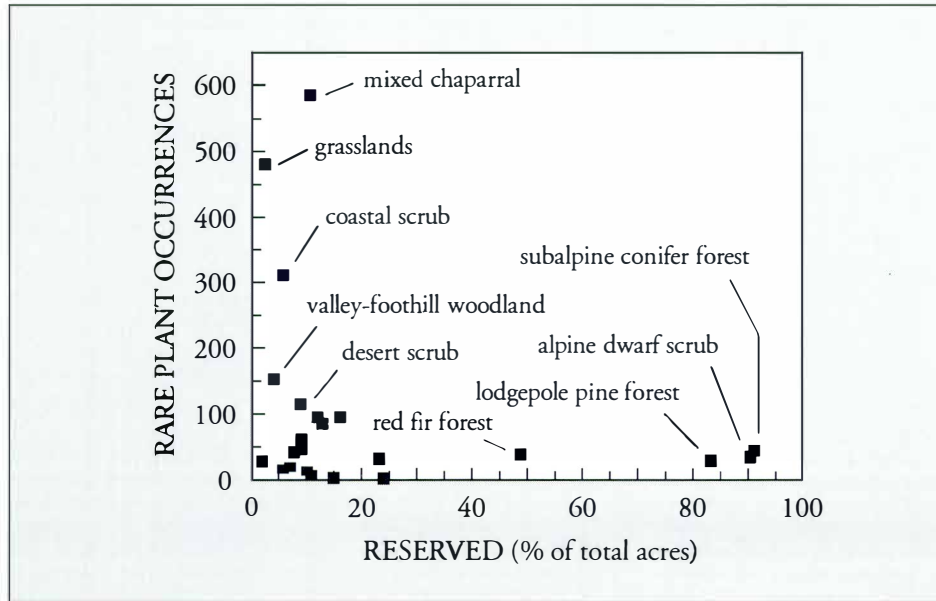 RARE PLANT OCCURRENCES
600
500
400
300
200
100
0
mixed chaparral
grasslands
coastal scrub
subalpine conifer forest
valley-foothill woodland
alpine dwarf scrub
desert scrub
lodgepole pine forest
red fir forest
0 20 40 60 80 100
RESERVED (% of total acres)